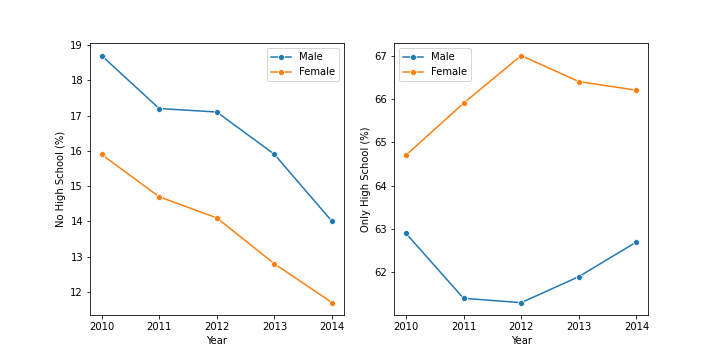 19
18
17
16
15
14
13
12
No High School (%)
2010 2011 2012 2013 2014
Year
Male
Female
67
66
65
64
63
62
Only High School (%)
2010 2011 2012 2013 2014
Year
Male
Female